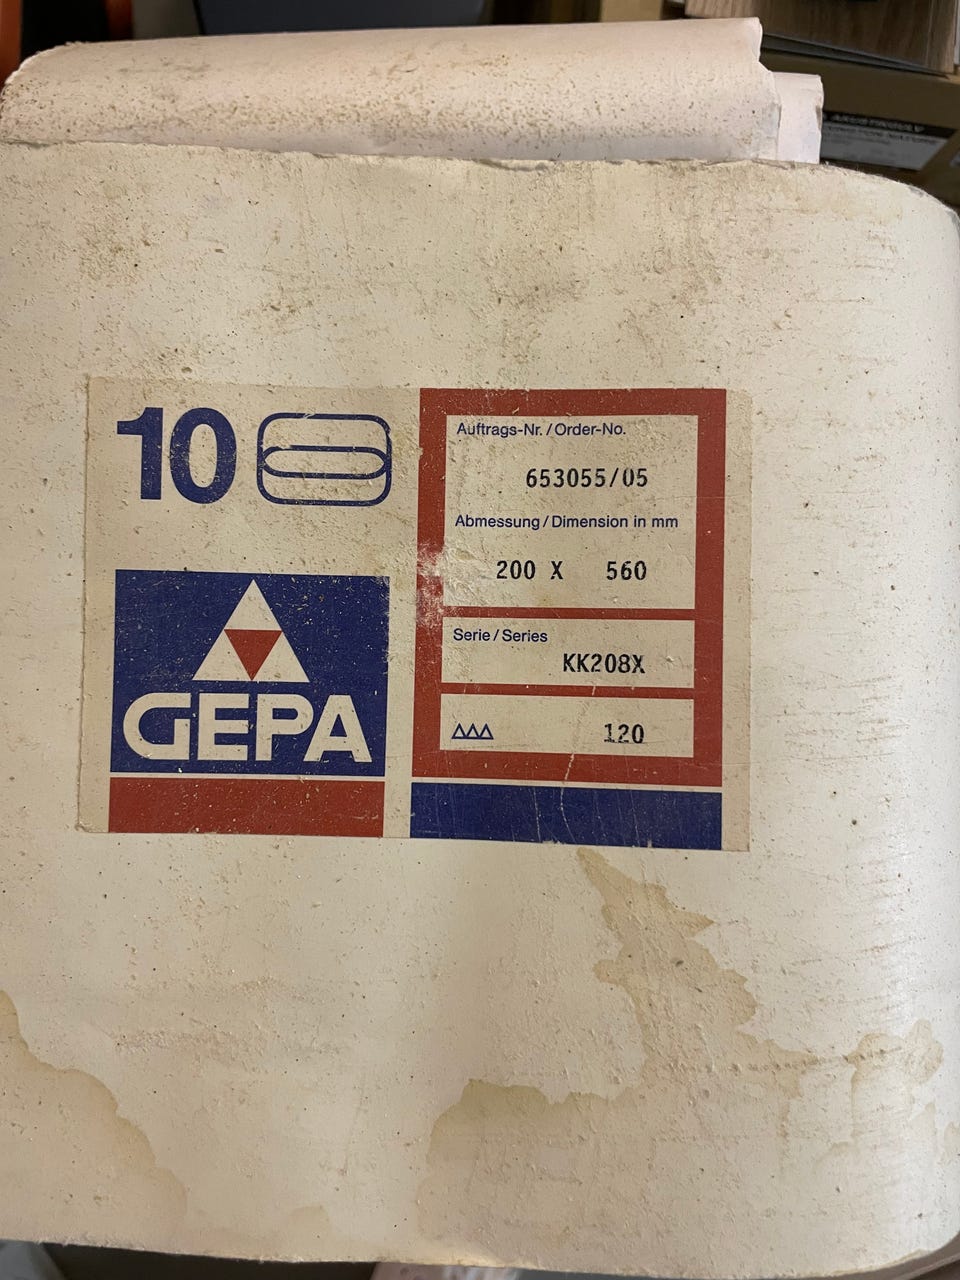 10
Auftrags-Nr. / Order-No.
653055/05
Abmessung / Dimension in mm
200 X 560
Serie / Series
KK208X
120
GEPA